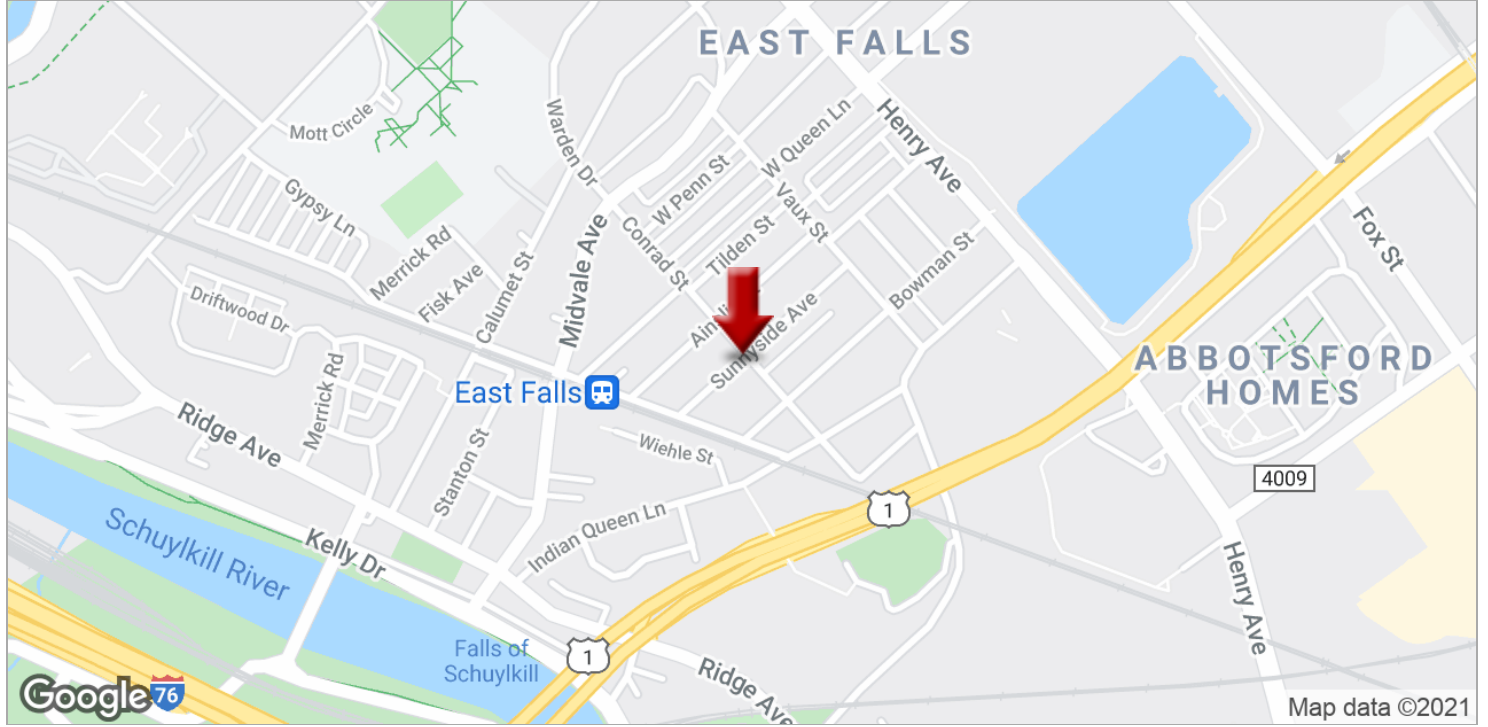 EAST FALLS
Mott Circle
Warden Dr
W Queen Ln
Henry Ave
W Penn St
Vaux St
Gypsy Ln
Merrick Rd
Fisk Ave
Calumet St
Midvale Ave
Conrad St
Tilden St
Bowman St
Fox St
Driftwood Dr
Sunnyside Ave
ABBOTSFORD
HOMES
East Falls
Merrick Rd
Ridge Ave
Stanton St
Wiehle St
4009
1
Indian Queen Ln
Schuylkill River
Kelly Dr
Henry Ave
Falls of
Schuylkill
1
Ridge Ave
Google
76
Map data ©2021